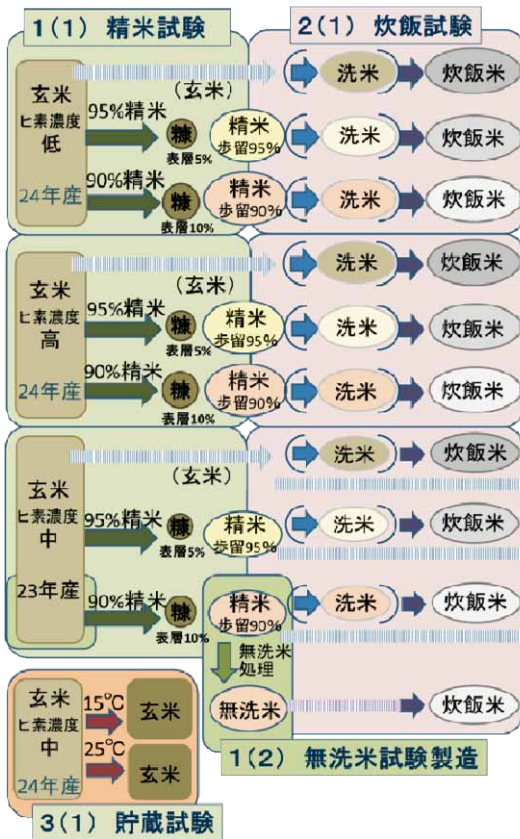 1(1) 精米試験
2(1) 炊飯試験
玄米
ヒ素濃度
低
24年産
(玄米)
洗米
炊飯米
95%精米
糠
表層5%
精米
歩留95%
洗米
炊飯米
90%精米
糠
表層10%
精米
歩留90%
洗米
炊飯米
玄米
ヒ素濃度
高
24年産
(玄米)
洗米
炊飯米
95%精米
糠
表層5%
精米
歩留95%
洗米
炊飯米
90%精米
糠
表層10%
精米
歩留90%
洗米
炊飯米
玄米
ヒ素濃度
中
23年産
(玄米)
洗米
炊飯米
95%精米
糠
表層5%
精米
歩留95%
洗米
炊飯米
90%精米
糠
表層10%
精米
歩留90%
洗米
炊飯米
無洗米
処理
無洗米
炊飯米
1(2) 無洗米試験製造
玄米
ヒ素濃度
中
24年産
15℃
玄米
25℃
玄米
3(1) 貯蔵試験